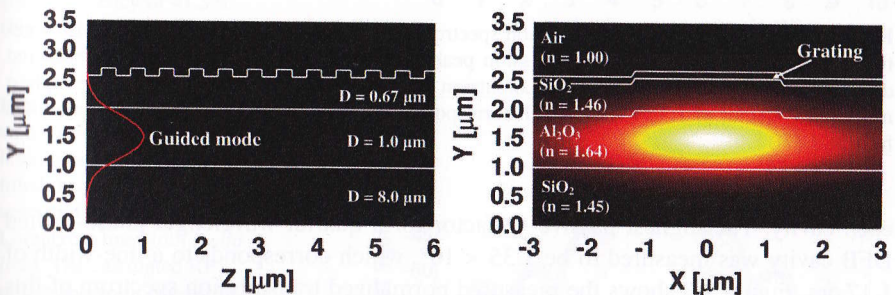 3.5
3.0
2.5
2.0
1.5
1.0
0.5
0.0
Y [µm]
D = 0.67 µm
Guided mode
D = 1.0 µm
D = 8.0 µm
0 1 2 3 4 5 6
Z [µm]
3.5
3.0
2.5
2.0
1.5
1.0
0.5
0.0
Y [µm]
Air
(n = 1.00)
Grating
SiO₂
(n = 1.46)
Al₂O₃
(n = 1.64)
SiO₂
(n = 1.45)
-3 -2 -1 0 1 2 3
X [µm]